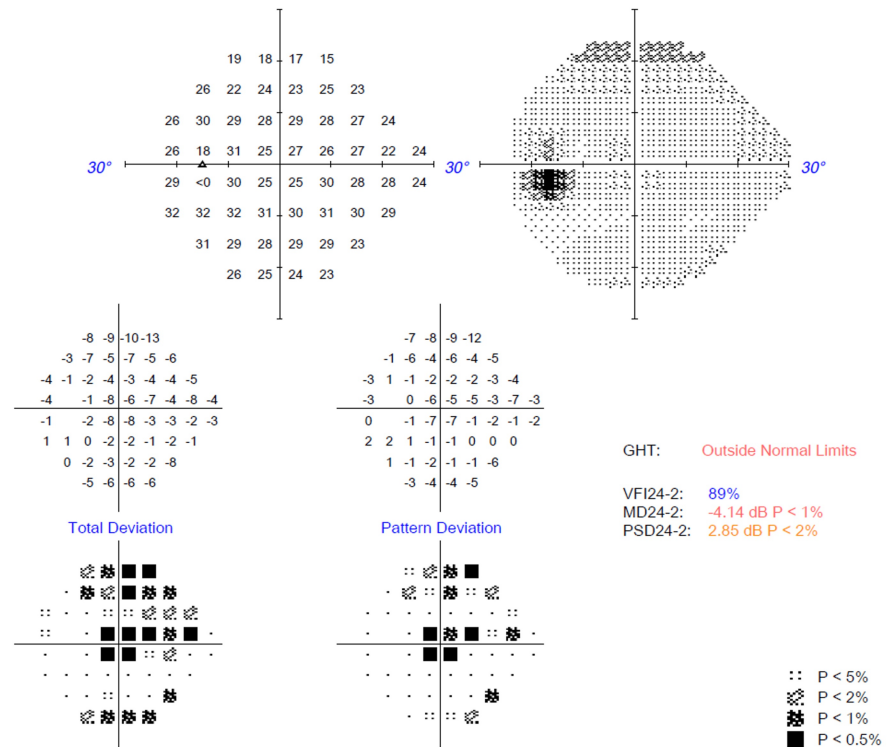 19 18 17 15
26 22 24 23 25 23
26 30 29 28 29 28 27 24
26 18 31 25 27 26 27 22 24
30° 30° 30°
29 <0 30 25 25 30 28 28 24
32 32 32 31 30 31 30 29
31 29 28 29 29 23
26 25 24 23
-8 -9 -10 -13
-3 -7 -5 -7 -5 -6
-4 -1 -2 -4 -3 -4 -4 -5
-4 -1 -8 -6 -7 -4 -8 -4
-1 -2 -8 -8 -3 -3 -2 -3
1 1 0 -2 -2 -1 -2 -1
0 -2 -3 -2 -2 -8
-5 -6 -6 -6
Total Deviation
-7 -8 -9 -12
-1 -6 -4 -6 -4 -5
-3 1 -1 -2 -2 -2 -3 -4
-3 0 -6 -5 -5 -3 -7 -3
0 -1 -7 -7 -1 -2 -1 -2
2 2 1 -1 -1 0 0 0
1 -1 -2 -1 -1 -6
-3 -4 -4 -5
Pattern Deviation
GHT: Outside Normal Limits
VFI24-2: 89%
MD24-2: -4.14 dB P < 1%
PSD24-2: 2.85 dB P < 2%
P < 5%
P < 2%
P < 1%
P < 0.5%